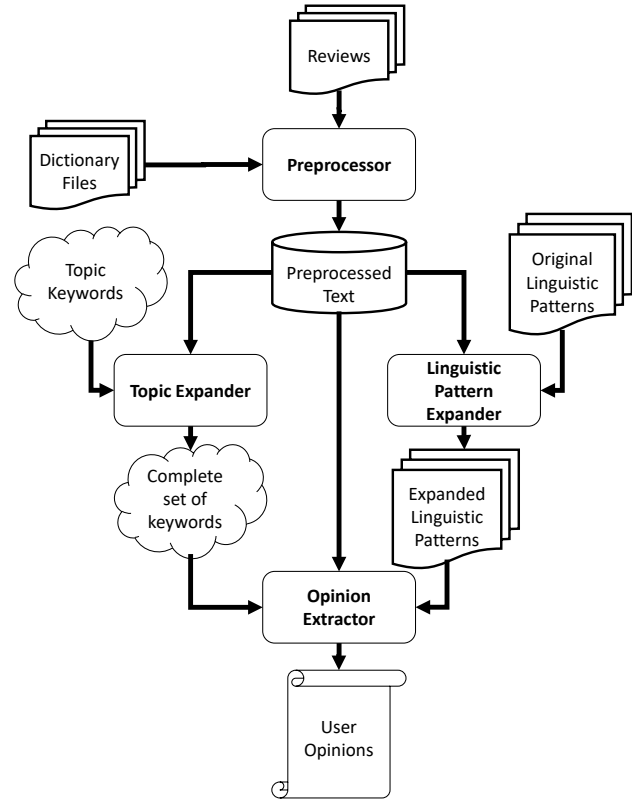 Reviews
Dictionary
Files
Preprocessor
Topic
Keywords
Preprocessed
Text
Original
Linguistic
Patterns
Topic Expander
Linguistic
Pattern
Expander
Complete
set of
keywords
Expanded
Linguistic
Patterns
Opinion
Extractor
User
Opinions